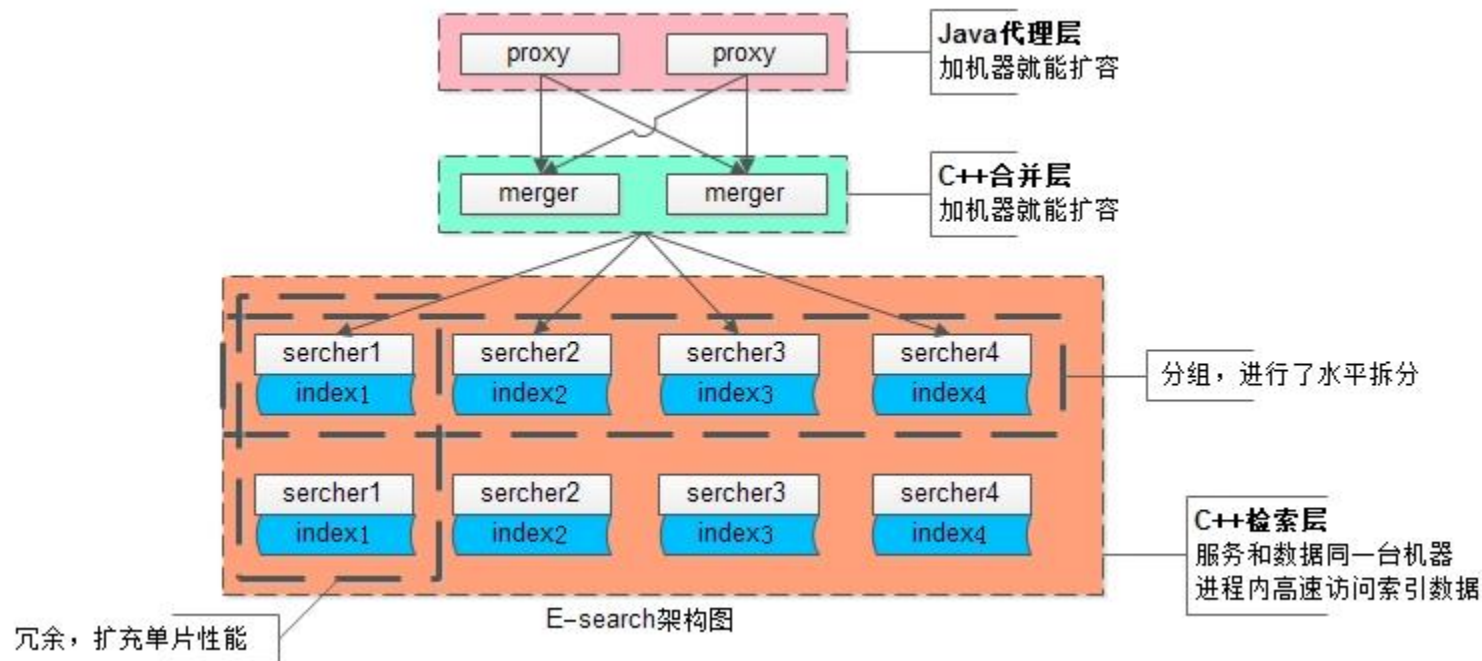 proxy
proxy
Java代理层
加机器就能扩容
merger
merger
C++合并层
加机器就能扩容
sercher1
sercher2
sercher3
sercher4
index1
index2
index3
index4
分组，进行了水平拆分
sercher1
sercher2
sercher3
sercher4
index1
index2
index3
index4
C++检索层
服务和数据同一台机器
进程内高速访问索引数据
E-search架构图
冗余，扩充单片性能